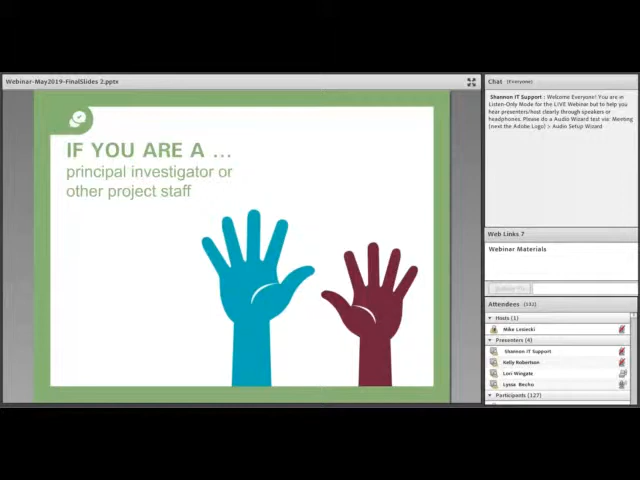 Webinar-May2019-FinalSlides 2.pptx
IF YOU ARE A ...
principal investigator or
other project staff
Chat (Everyone)
Shannon IT Support : Welcome Everyone! You are in
Listen-Only Mode for the LIVE Webinar but to help you
hear presenters/host clearly through speakers or
headphones. Please do a Audio Wizard test via: Meeting
(next the Adobe Logo) > Audio Setup Wizard
Web Links 7
Webinar Materials
Attendees (132)
Hosts (1)
Mike Lesiecki
Presenters (4)
Shannon IT Support
Kelly Robertson
Lori Wingate
Lyssa Becho
Participants (127)